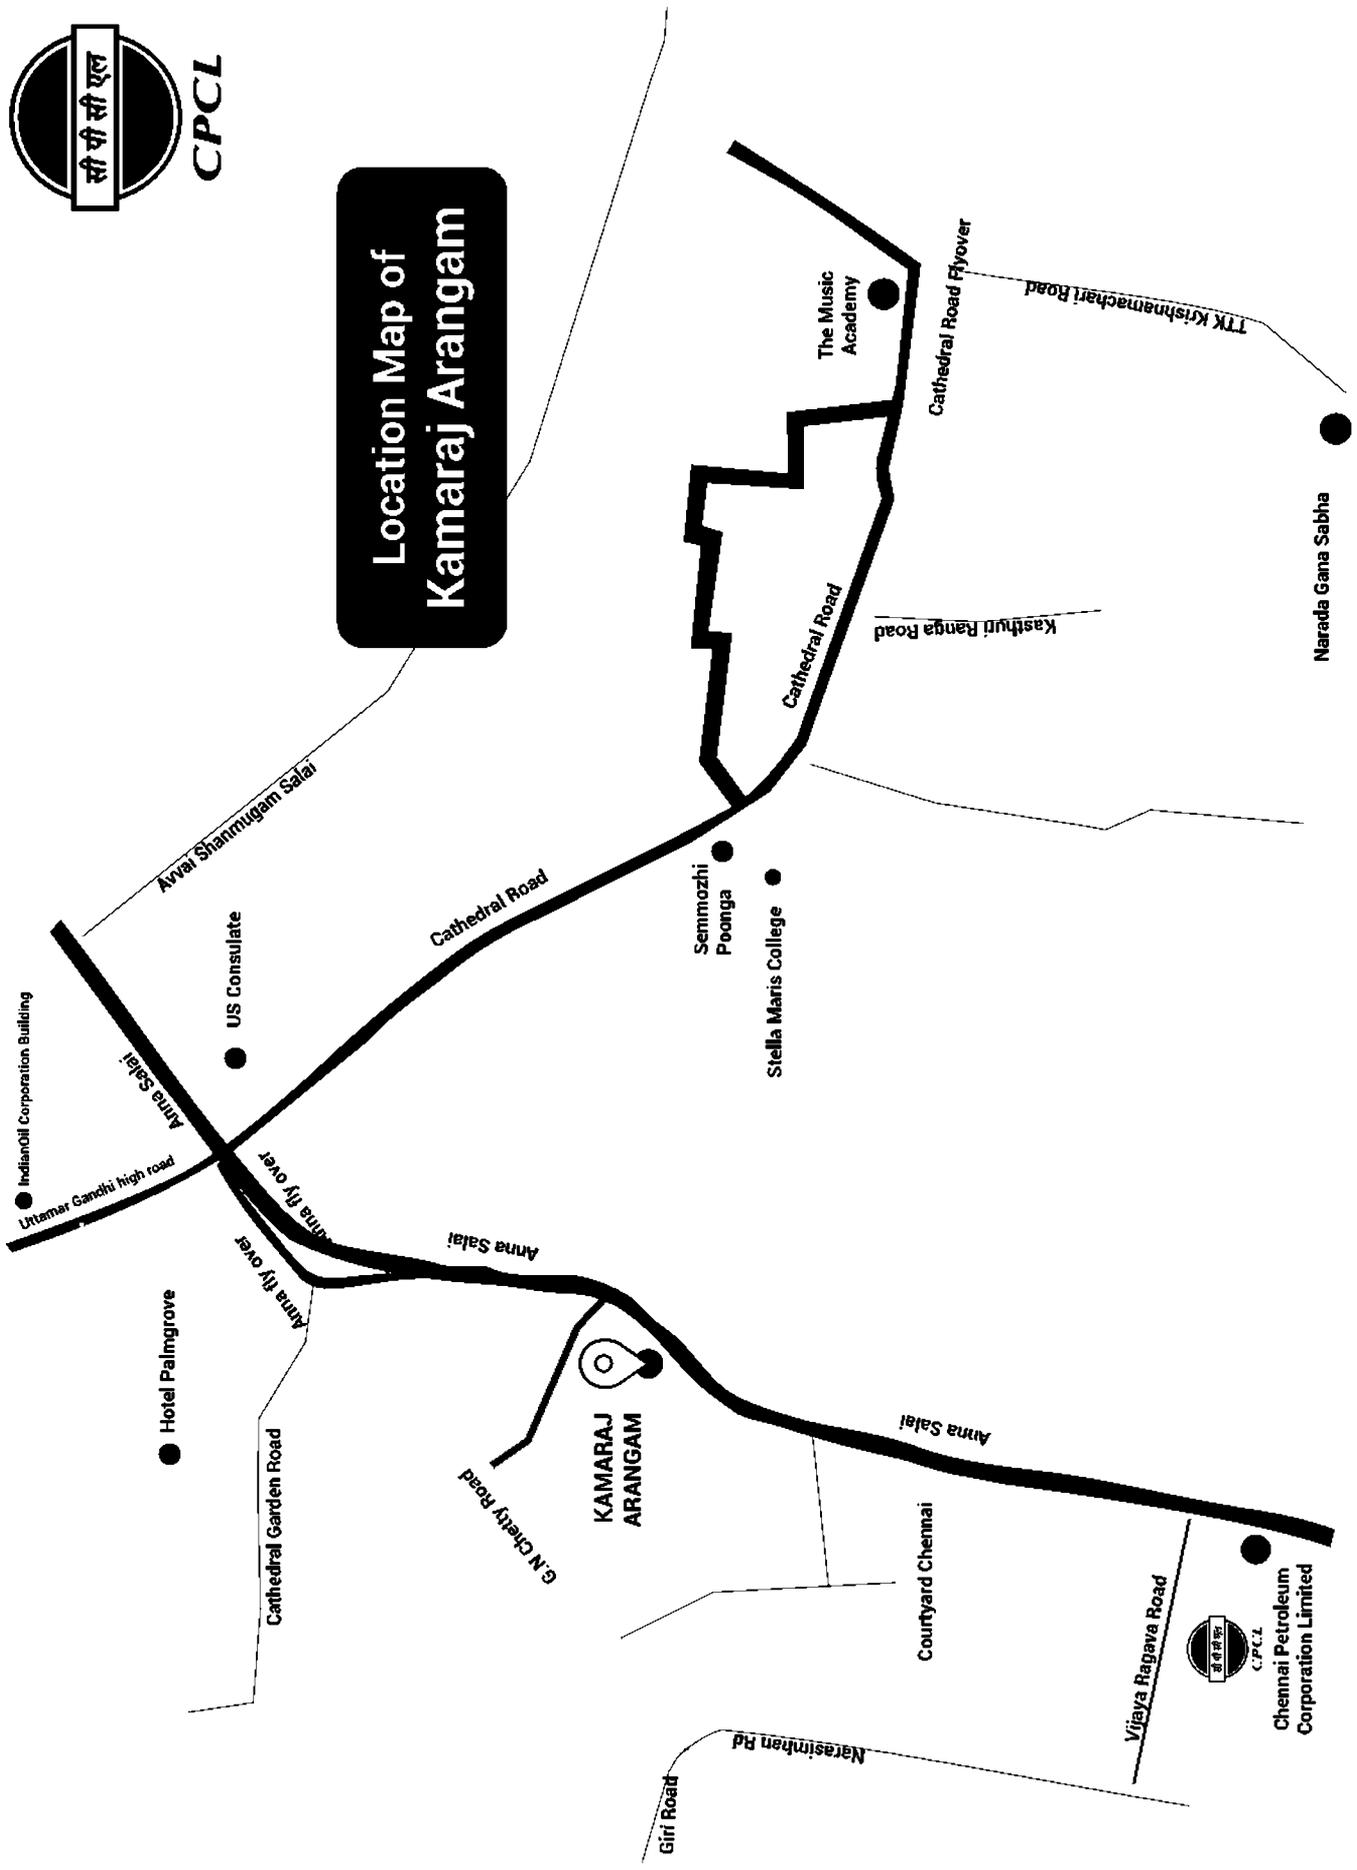 सी पी सी एल
CPCL
Location Map of
Kamaraj Arangam
The Music
Academy
Cathedral Road Flyover
TTK Krishnamachari Road
Narada Gana Sabha
Kasthuri Ranga Road
Cathedral Road
Avvai Shanmugam Salai
US Consulate
Cathedral Road
Semmozhi
Poonga
Stella Maris College
IndianOil Corporation Building
Anna Salai
Uttamar Gandhi high road
Anna fly over
Anna fly over
Anna Salai
Hotel Palmgrove
Cathedral Garden Road
G.N Chetty Road
KAMARAJ
ARANGAM
Anna Salai
Courtyard Chennai
Vijaya Ragava Road
सी पी सी एल
CPCL
Chennai Petroleum
Corporation Limited
Narasimhan Rd
Giri Road